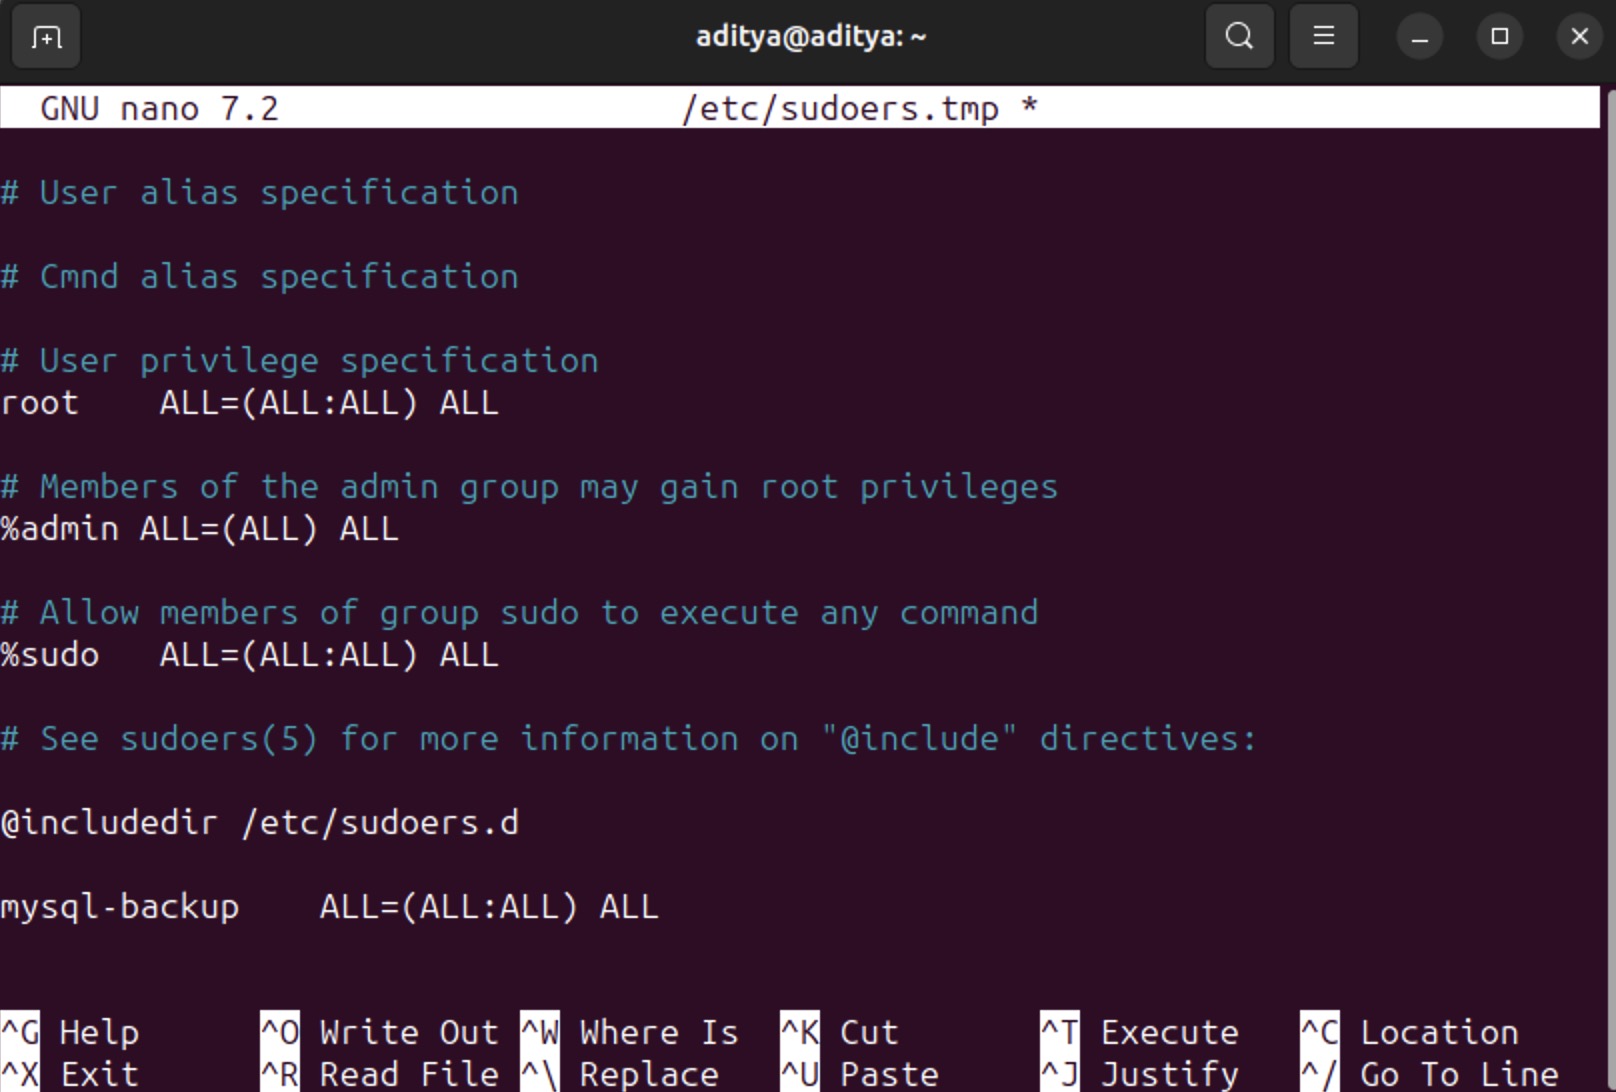 aditya@aditya: ~
GNU nano 7.2 /etc/sudoers.tmp *
# User alias specification
# Cmnd alias specification
# User privilege specification
root    ALL=(ALL:ALL) ALL
# Members of the admin group may gain root privileges
%admin ALL=(ALL) ALL
# Allow members of group sudo to execute any command
%sudo   ALL=(ALL:ALL) ALL
# See sudoers(5) for more information on "@include" directives:
@includedir /etc/sudoers.d
mysql-backup    ALL=(ALL:ALL) ALL
^G Help ^O Write Out ^W Where Is ^K Cut ^T Execute ^C Location
^X Exit ^R Read File ^\ Replace ^U Paste ^J Justify ^/ Go To Line